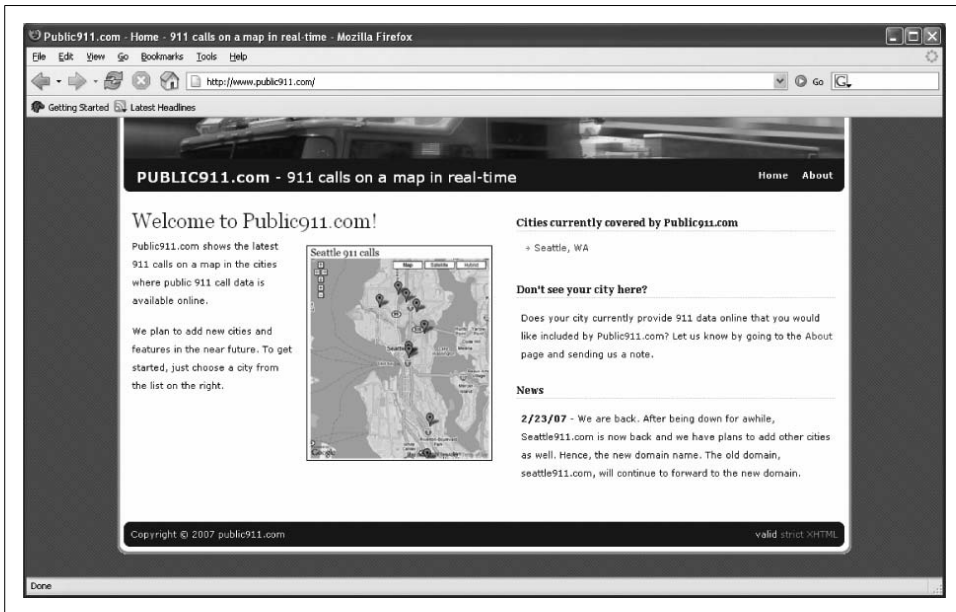 Public911.com - Home - 911 calls on a map in real-time - Mozilla Firefox
File Edit View Go Bookmarks Tools Help
http://www.public911.com/
Go
G
Getting Started Latest Headlines
PUBLIC911.com - 911 calls on a map in real-time
Home About
Welcome to Public911.com!
Public911.com shows the latest
911 calls on a map in the cities
where public 911 call data is
available online.
We plan to add new cities and
features in the near future. To get
started, just choose a city from
the list on the right.
Seattle 911 calls
Map Satellite Hybrid
Seattle
Google
Cities currently covered by Public911.com
+ Seattle, WA
Don't see your city here?
Does your city currently provide 911 data online that you would
like included by Public911.com? Let us know by going to the About
page and sending us a note.
News
2/23/07 - We are back. After being down for awhile,
Seattle911.com is now back and we have plans to add other cities
as well. Hence, the new domain name. The old domain,
seattle911.com, will continue to forward to the new domain.
Copyright © 2007 public911.com
valid strict XHTML
Done